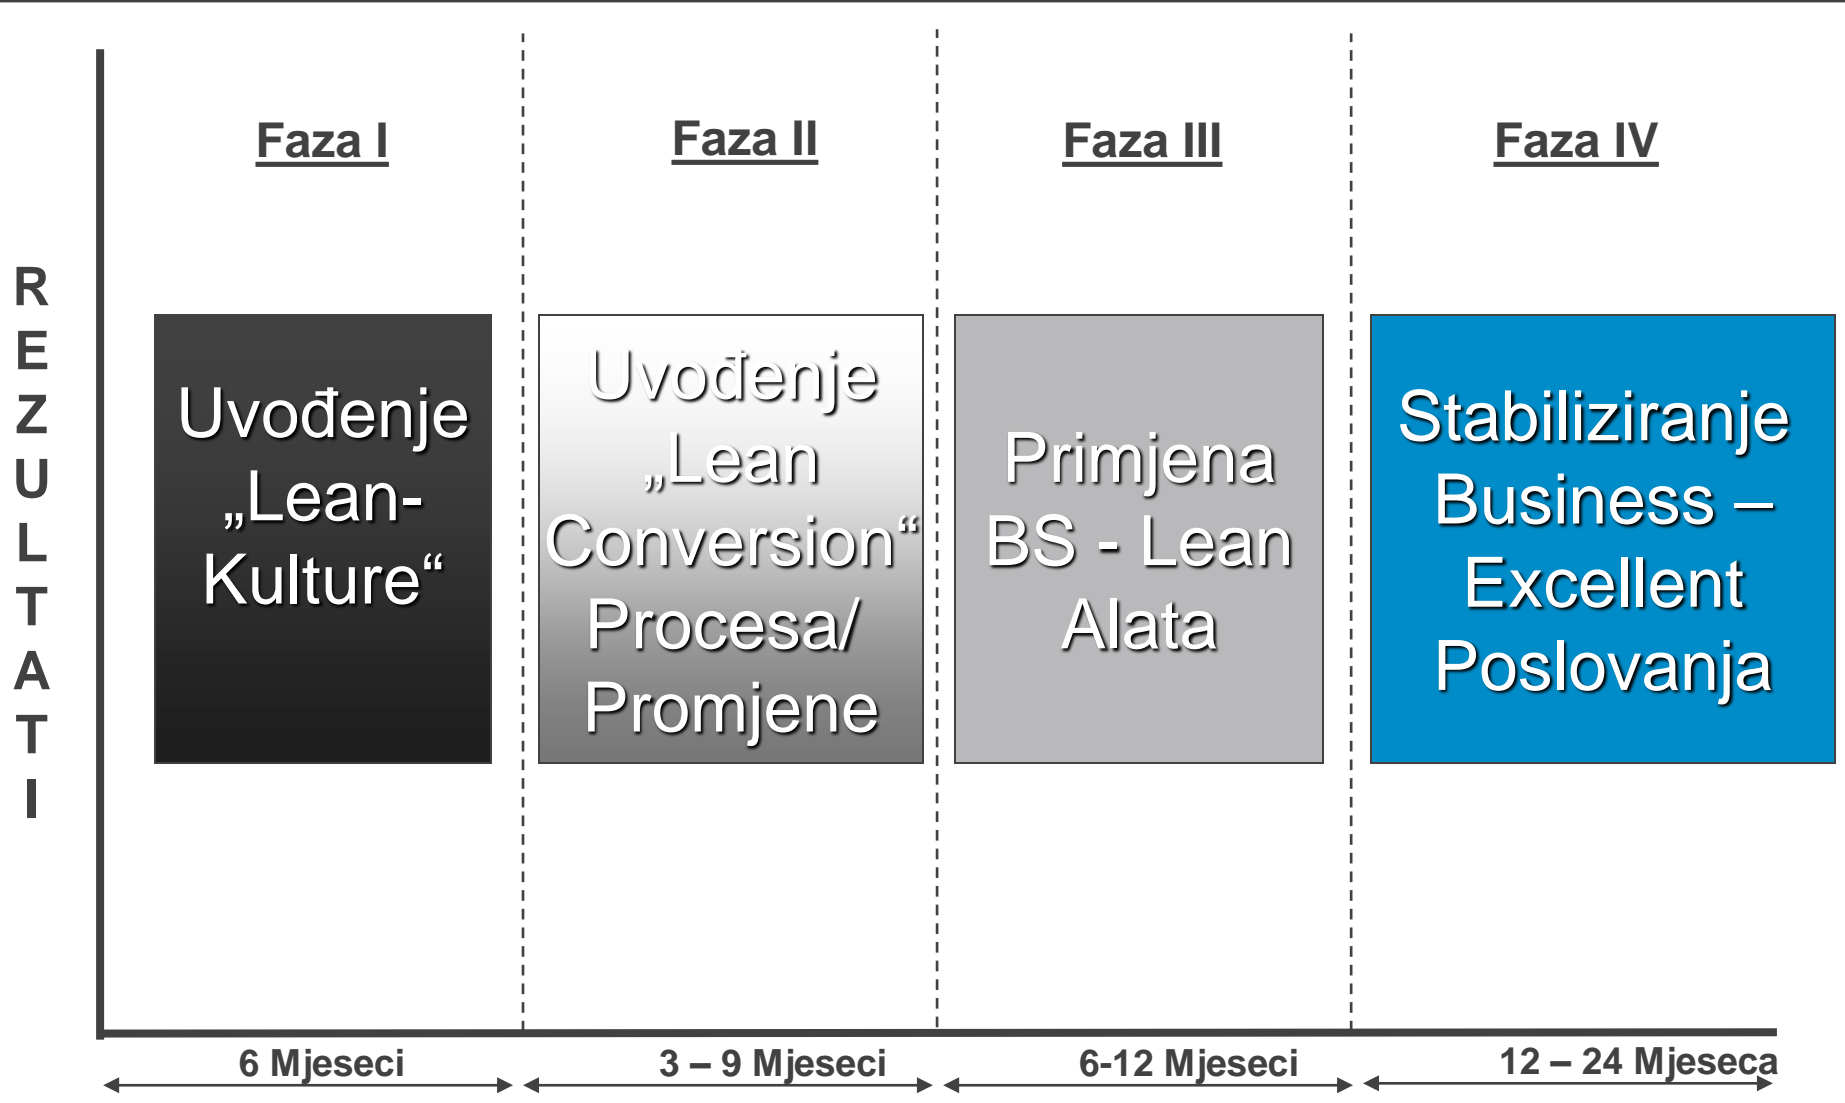 Faza I
Faza II
Faza III
Faza IV
REZULTATI
Uvođenje
„Lean-
Kulture“
Uvođenje
„Lean
Conversion“
Procesa/
Promjene
Primjena
BS - Lean
Alata
Stabiliziranje
Business –
Excellent
Poslovanja
6 Mjeseci
3 – 9 Mjeseci
6-12 Mjeseci
12 – 24 Mjeseca